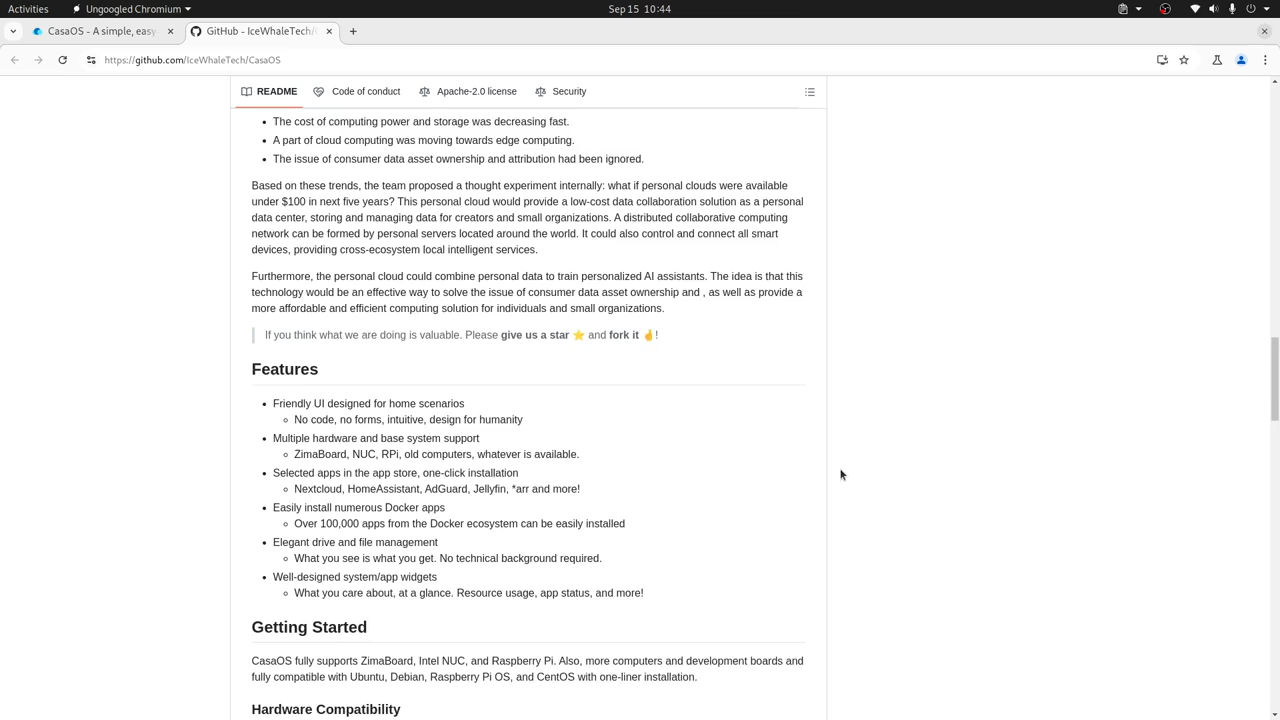 Activities
Ungoogled Chromium
Sep 15 10:44
CasaOS - A simple, easy
GitHub - IceWhaleTech/
https://github.com/IceWhaleTech/CasaOS
README
Code of conduct
Apache-2.0 license
Security
• The cost of computing power and storage was decreasing fast.
• A part of cloud computing was moving towards edge computing.
• The issue of consumer data asset ownership and attribution had been ignored.
Based on these trends, the team proposed a thought experiment internally: what if personal clouds were available
under $100 in next five years? This personal cloud would provide a low-cost data collaboration solution as a personal
data center, storing and managing data for creators and small organizations. A distributed collaborative computing
network can be formed by personal servers located around the world. It could also control and connect all smart
devices, providing cross-ecosystem local intelligent services.
Furthermore, the personal cloud could combine personal data to train personalized AI assistants. The idea is that this
technology would be an effective way to solve the issue of consumer data asset ownership and , as well as provide a
more affordable and efficient computing solution for individuals and small organizations.
If you think what we are doing is valuable. Please give us a star ⭐ and fork it 🤞!
Features
• Friendly UI designed for home scenarios
◦ No code, no forms, intuitive, design for humanity
• Multiple hardware and base system support
◦ ZimaBoard, NUC, RPi, old computers, whatever is available.
• Selected apps in the app store, one-click installation
◦ Nextcloud, HomeAssistant, AdGuard, Jellyfin, *arr and more!
• Easily install numerous Docker apps
◦ Over 100,000 apps from the Docker ecosystem can be easily installed
• Elegant drive and file management
◦ What you see is what you get. No technical background required.
• Well-designed system/app widgets
◦ What you care about, at a glance. Resource usage, app status, and more!
Getting Started
CasaOS fully supports ZimaBoard, Intel NUC, and Raspberry Pi. Also, more computers and development boards and
fully compatible with Ubuntu, Debian, Raspberry Pi OS, and CentOS with one-liner installation.
Hardware Compatibility